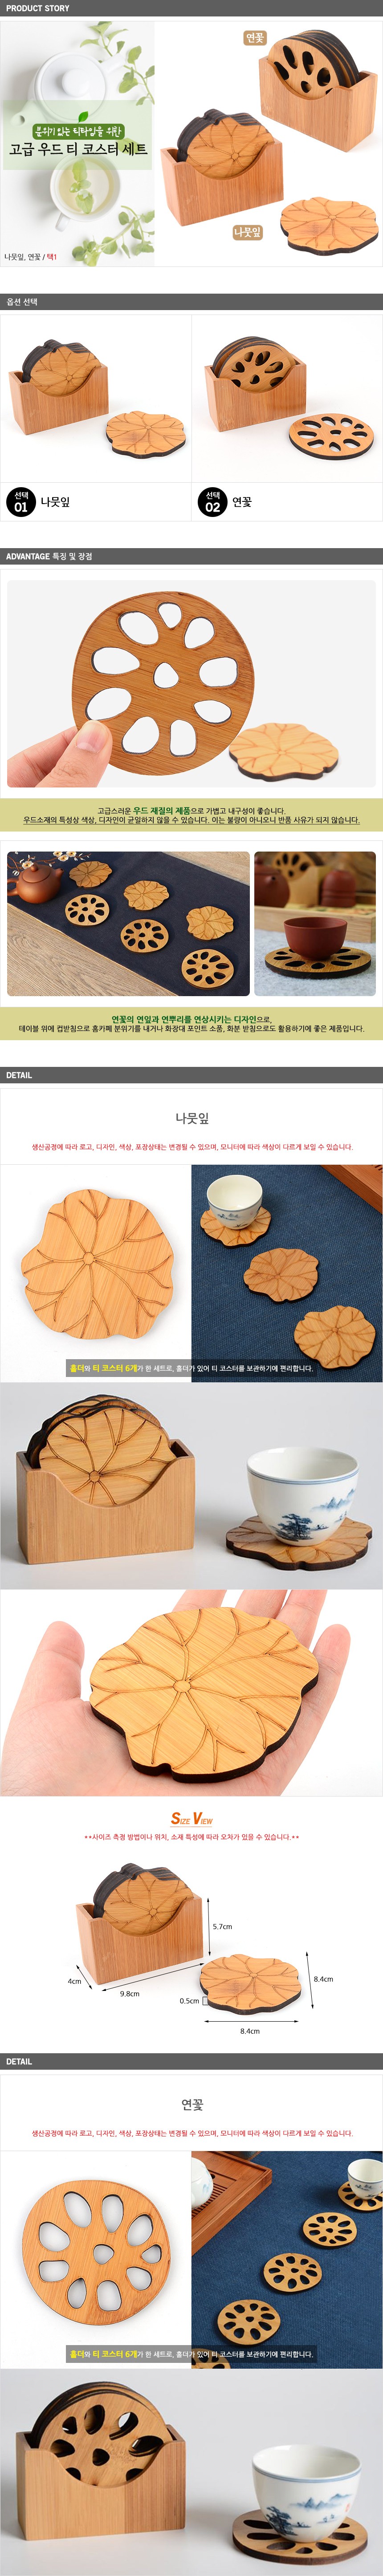 PRODUCT STORY
연꽃
분위기 있는 티타임을 위한
고급 우드 티 코스터 세트
나뭇잎
나뭇잎, 연꽃 / 택1
옵션 선택
선택 01 나뭇잎
선택 02 연꽃
ADVANTAGE 특징 및 장점
고급스러운 우드 재질의 제품으로 가볍고 내구성이 좋습니다.
우드소재의 특성상 색상, 디자인이 균일하지 않을 수 있습니다. 이는 불량이 아니오니 반품 사유가 되지 않습니다.
연꽃의 연잎과 연뿌리를 연상시키는 디자인으로,
테이블 위에 컵받침으로 홈카페 분위기를 내거나 화장대 포인트 소품, 화분 받침으로도 활용하기에 좋은 제품입니다.
DETAIL
나뭇잎
생산공정에 따라 로고, 디자인, 색상, 포장상태는 변경될 수 있으며, 모니터에 따라 색상이 다르게 보일 수 있습니다.
홀더와 티 코스터 6개가 한 세트로, 홀더가 있어 티 코스터를 보관하기에 편리합니다.
SIZE VIEW
**사이즈 측정 방법이나 위치, 소재 특성에 따라 오차가 있을 수 있습니다.**
5.7cm
4cm
9.8cm
0.5cm
8.4cm
8.4cm
DETAIL
연꽃
생산공정에 따라 로고, 디자인, 색상, 포장상태는 변경될 수 있으며, 모니터에 따라 색상이 다르게 보일 수 있습니다.
홀더와 티 코스터 6개가 한 세트로, 홀더가 있어 티 코스터를 보관하기에 편리합니다.